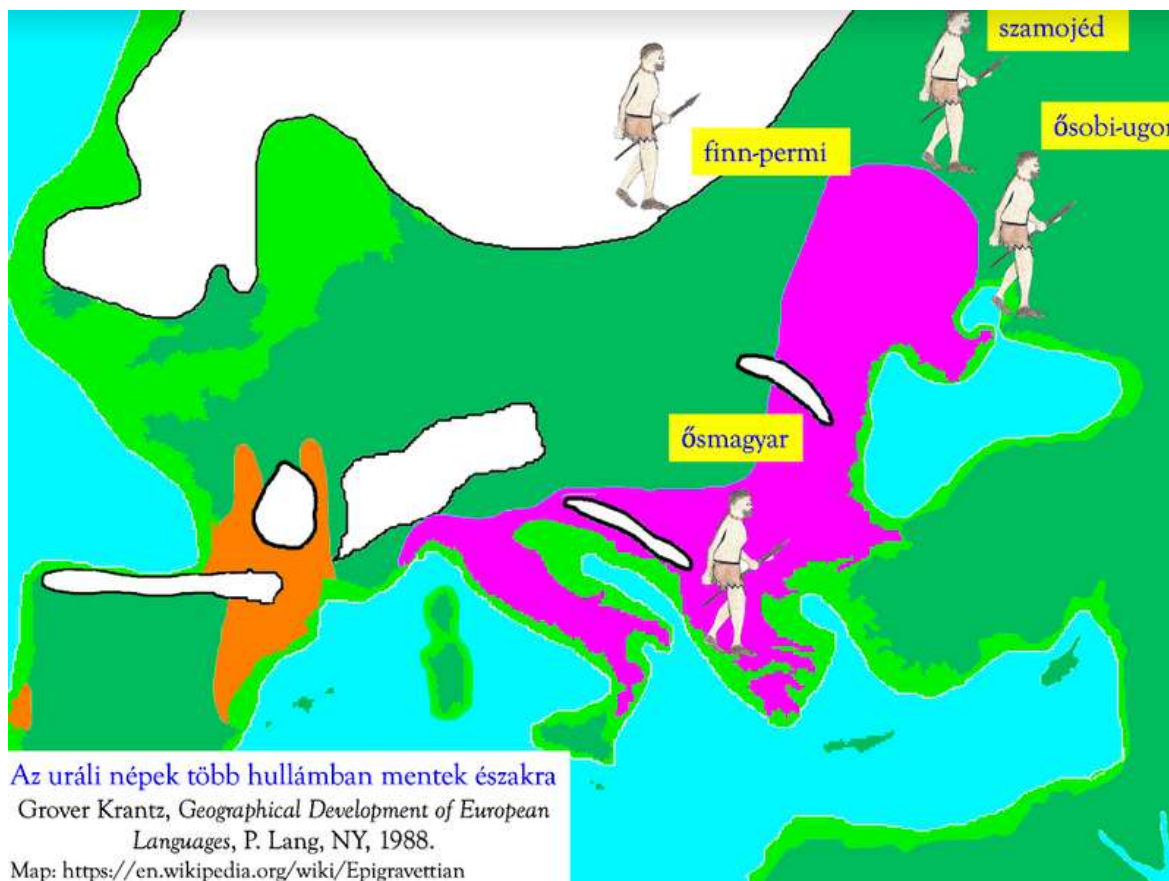 szamojéd
ősobi-ugor
finn-permi
ősmagyar
Az uráli népek több hullámban mentek északra
Grover Krantz, Geographical Development of European
Languages, P. Lang, NY, 1988.
Map: https://en.wikipedia.org/wiki/Epigravettian